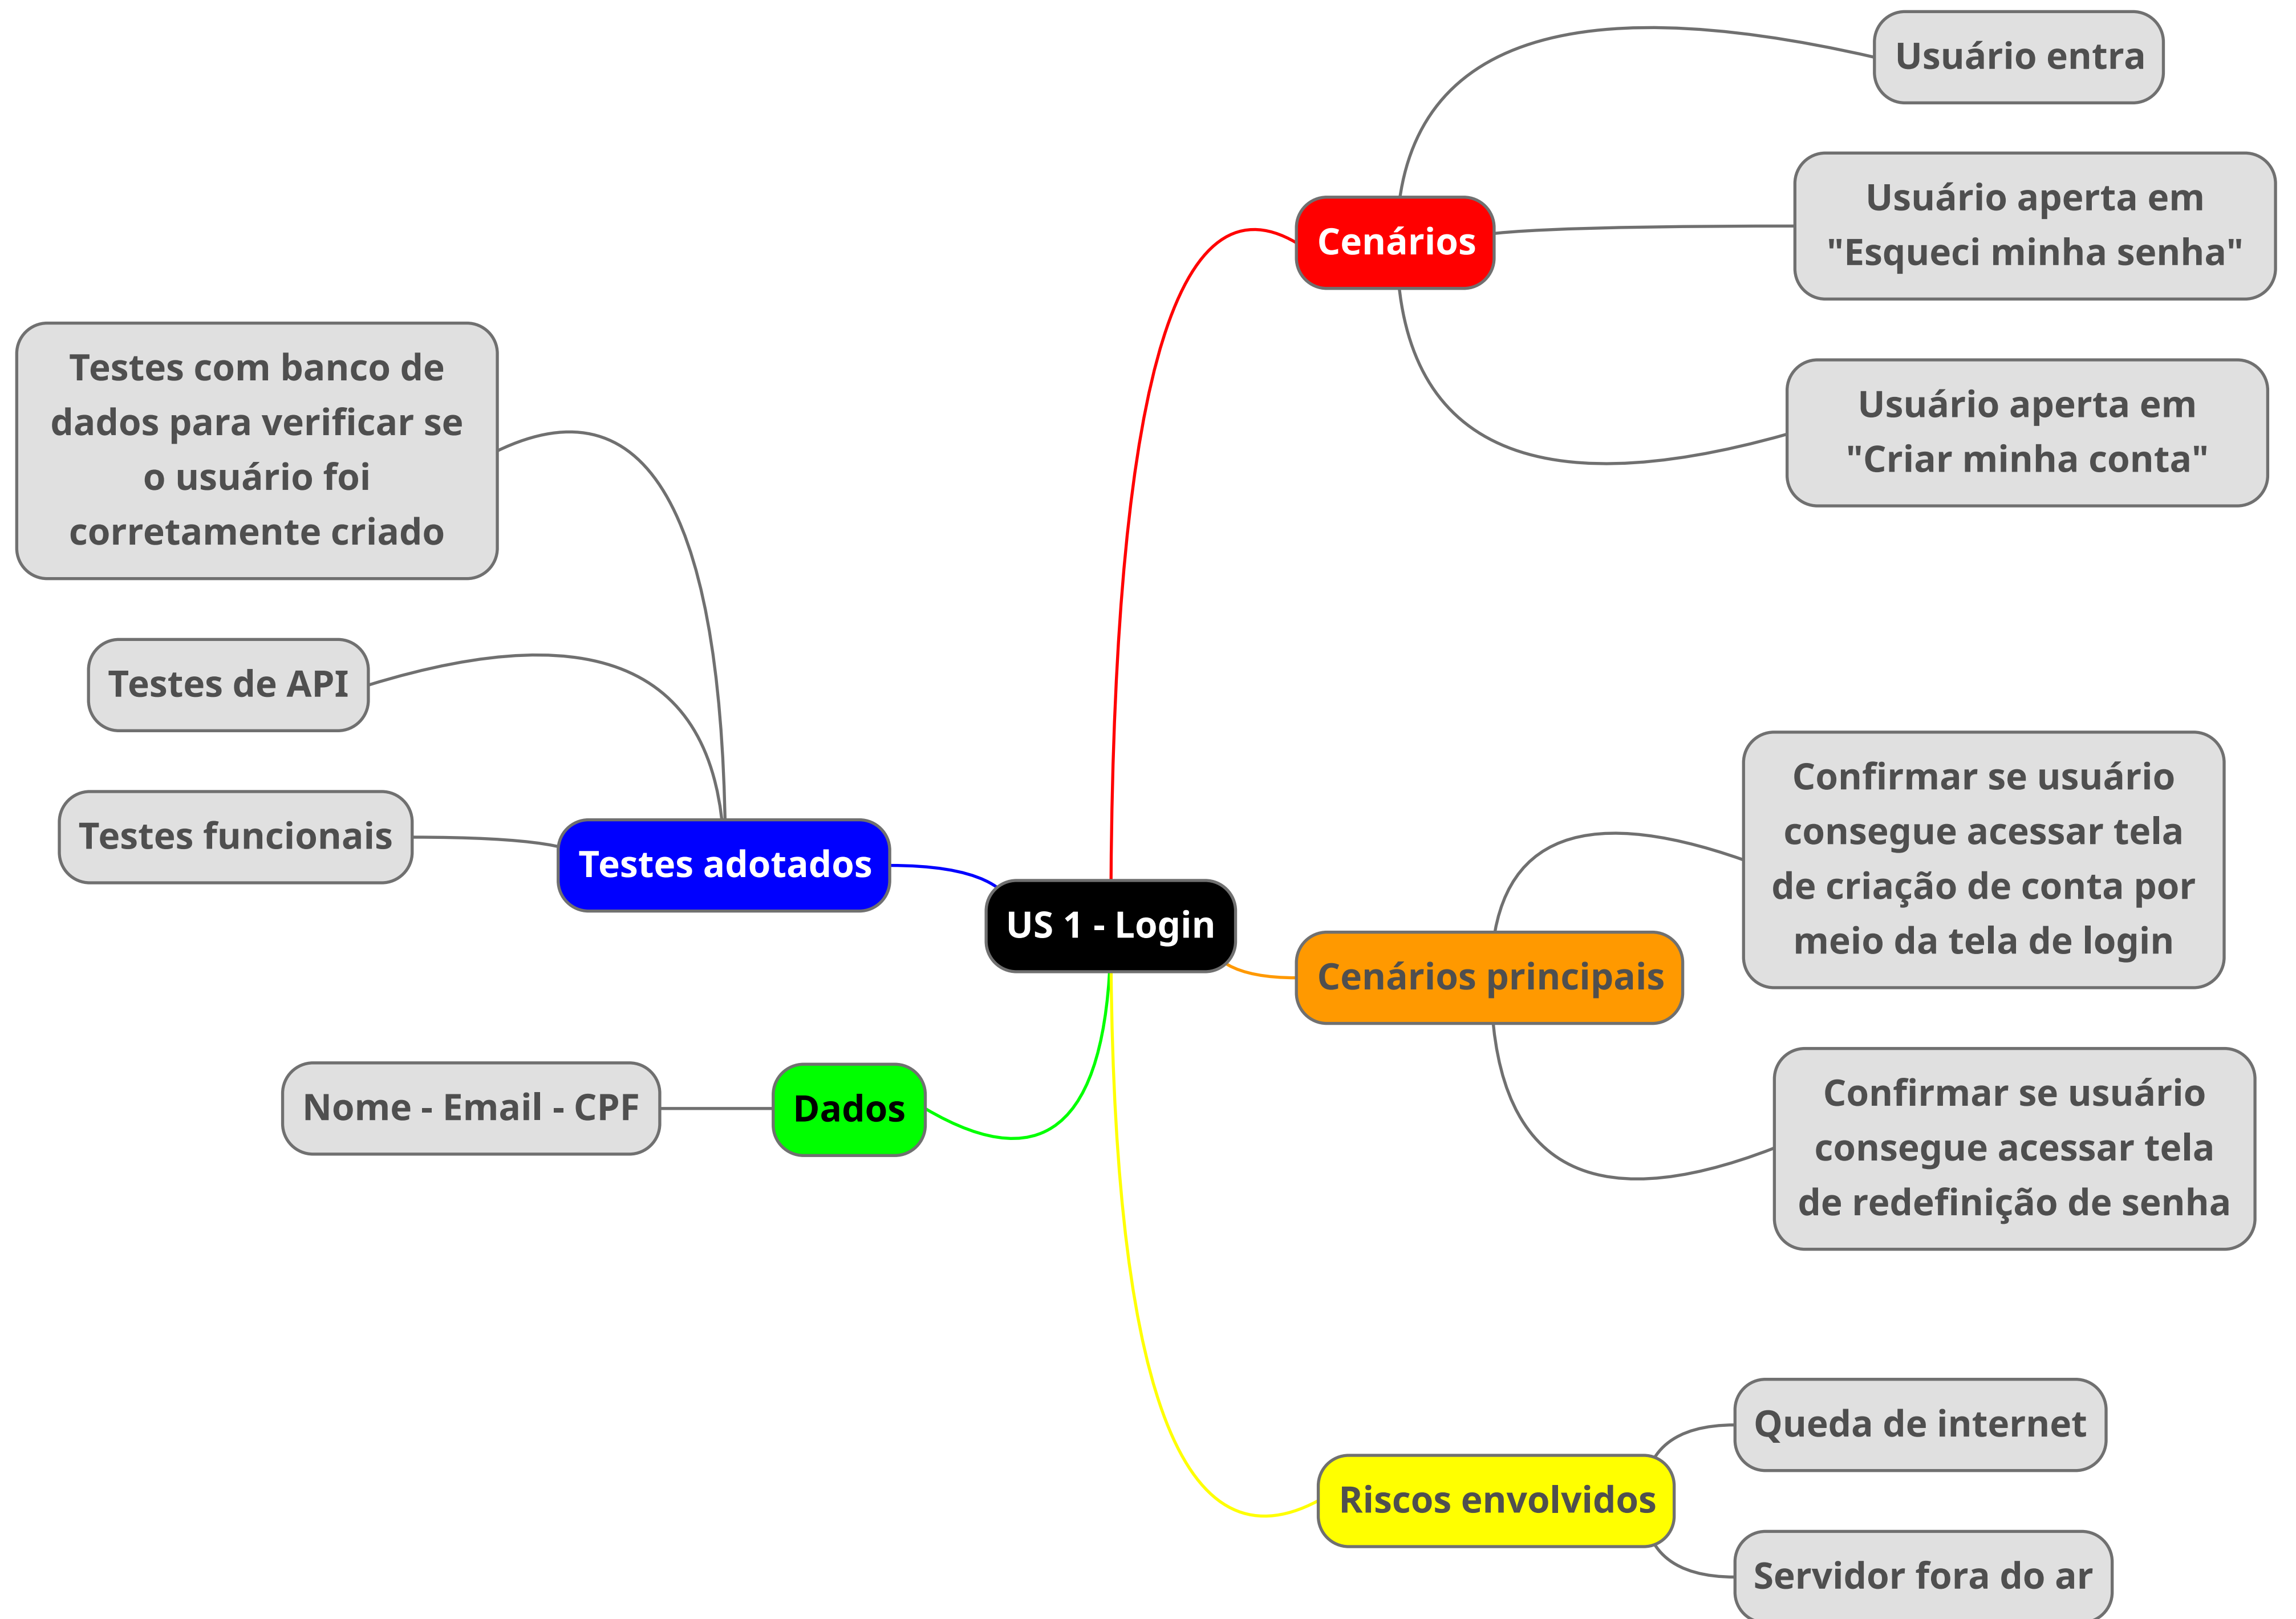 Usuário entra
Usuário aperta em
"Esqueci minha senha"
Cenários
Usuário aperta em
"Criar minha conta"
Testes com banco de
dados para verificar se
o usuário foi
corretamente criado
Testes de API
Testes funcionais
Testes adotados
US 1 - Login
Confirmar se usuário
consegue acessar tela
de criação de conta por
meio da tela de login
Cenários principais
Confirmar se usuário
consegue acessar tela
de redefinição de senha
Nome - Email - CPF
Dados
Queda de internet
Riscos envolvidos
Servidor fora do ar